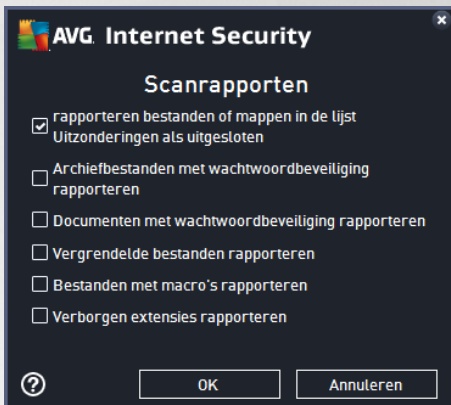 AVG. Internet Security
Scanrapporten
rapporteren bestanden of mappen in de lijst
Uitzonderingen als uitgesloten
Archiefbestanden met wachtwoordbeveiliging
rapporteren
Documenten met wachtwoordbeveiliging rapporteren
Vergrendelde bestanden rapporteren
Bestanden met macro's rapporteren
Verborgen extensies rapporteren
? OK Annuleren